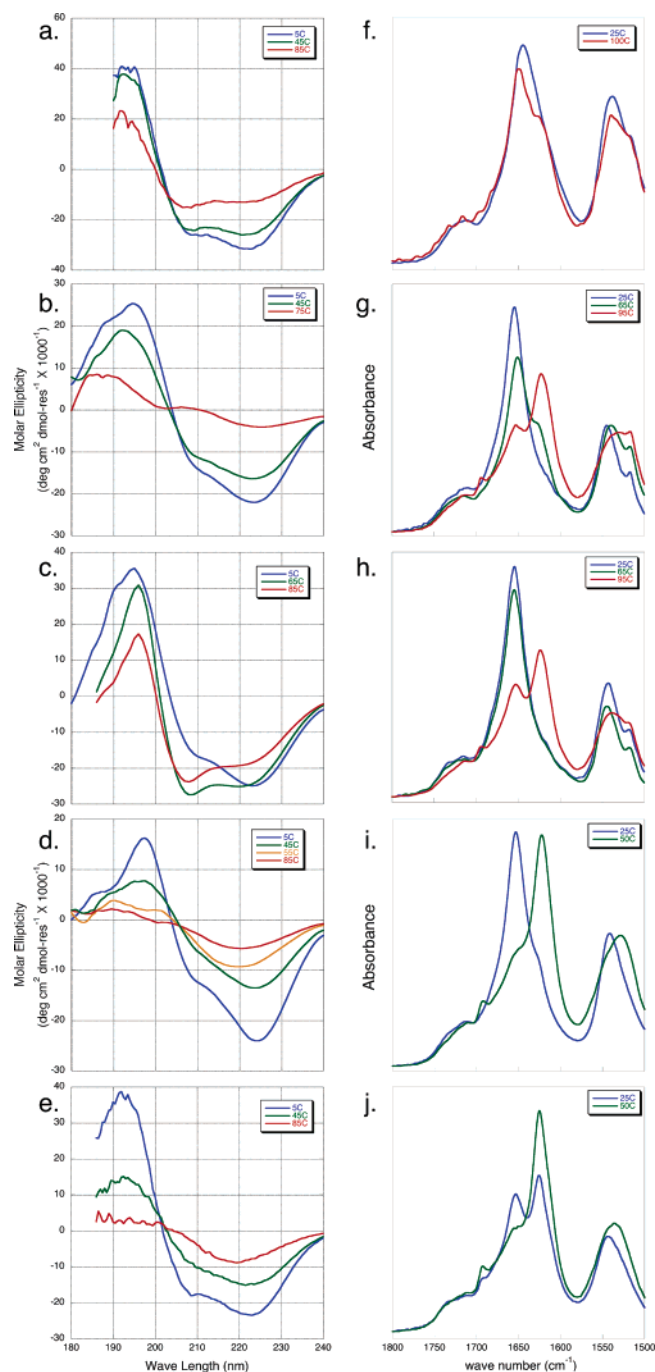 a.
60
40
20
0
-20
-40
5C
45C
85C
f.
25C
100C
1800
1700
1600
1500
b.
30
20
10
0
-10
-20
-30
5C
45C
75C
Molar Ellipticity
(deg cm² dmol-res⁻¹ X 1000⁻¹)
g.
25C
65C
95C
Absorbance
c.
40
30
20
10
0
-10
-20
-30
5C
65C
85C
h.
25C
65C
95C
d.
20
10
0
-10
-20
-30
5C
45C
55C
85C
Molar Ellipticity
(deg cm² dmol-res⁻¹ X 1000⁻¹)
i.
25C
50C
Absorbance
e.
40
30
20
10
0
-10
-20
-30
5C
45C
85C
180 190 200 210 220 230 240
Wave Length (nm)
j.
25C
50C
1800 1700 1600 1500
wave number (cm⁻¹)